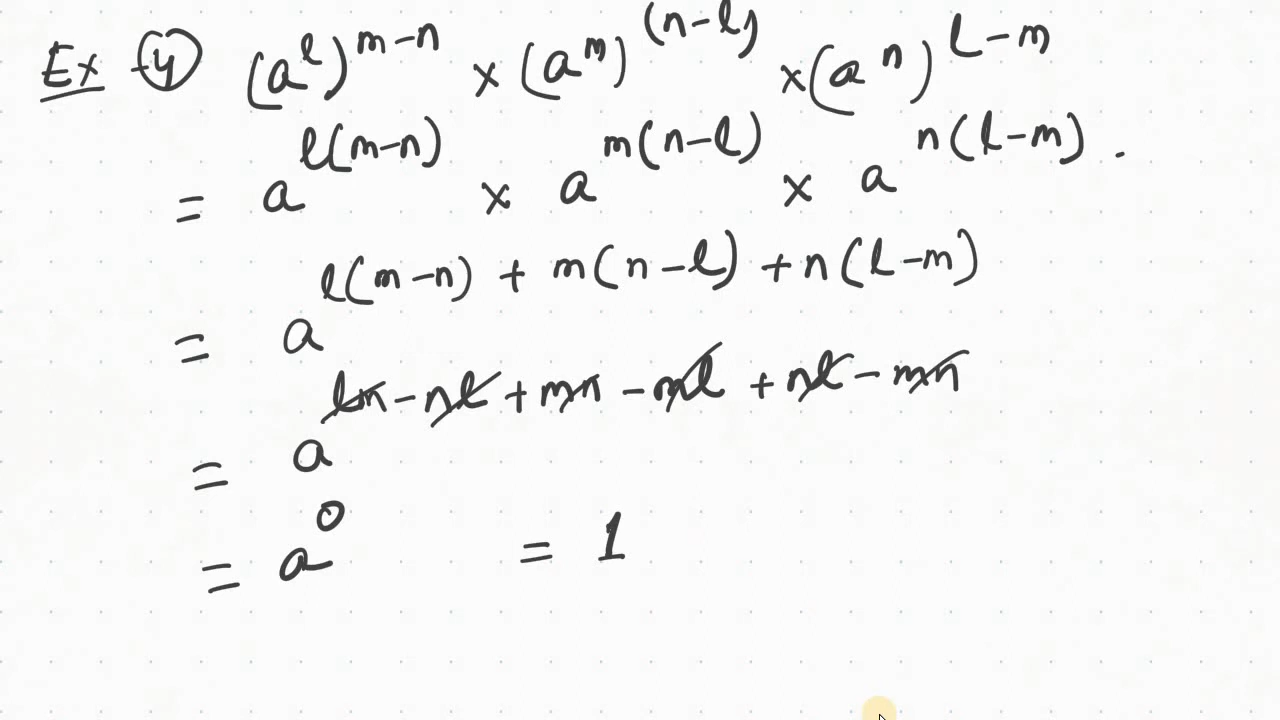 Ex (4) (a^l)^{m-n} × (a^m)^{(n-l)} × (a^n)^{l-m}
= a^{l(m-n)} × a^{m(n-l)} × a^{n(l-m)} .
= a^{l(m-n) + m(n-l) + n(l-m)}
= a^{lm - nl + mn - ml + nl - mn}
= a^0 = 1